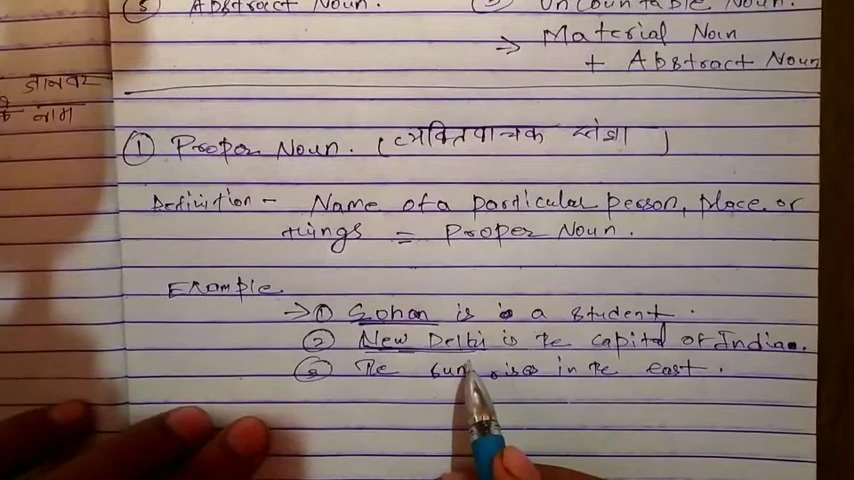 ⑤ Abstract Noun. ⑤ Uncountable Noun.
→ Material Noun
+ Abstract Noun
जानवर
के नाम
① Proper Noun. (व्यक्तिवाचक संज्ञा)
Definition - Name of a particular person, place or
things = Proper Noun.
Example.
→ ① Sohan is a student.
② New Delhi is the capital of India.
③ The sun rises in the east.